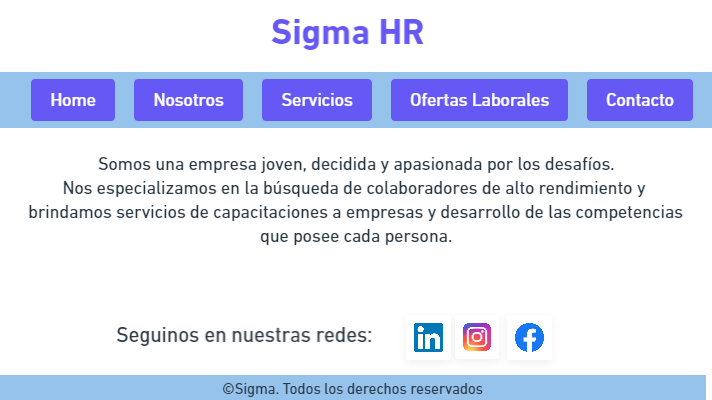 Sigma HR
Home Nosotros Servicios Ofertas Laborales Contacto
Somos una empresa joven, decidida y apasionada por los desafíos.
Nos especializamos en la búsqueda de colaboradores de alto rendimiento y
brindamos servicios de capacitaciones a empresas y desarrollo de las competencias
que posee cada persona.
Seguinos en nuestras redes:
©Sigma. Todos los derechos reservados